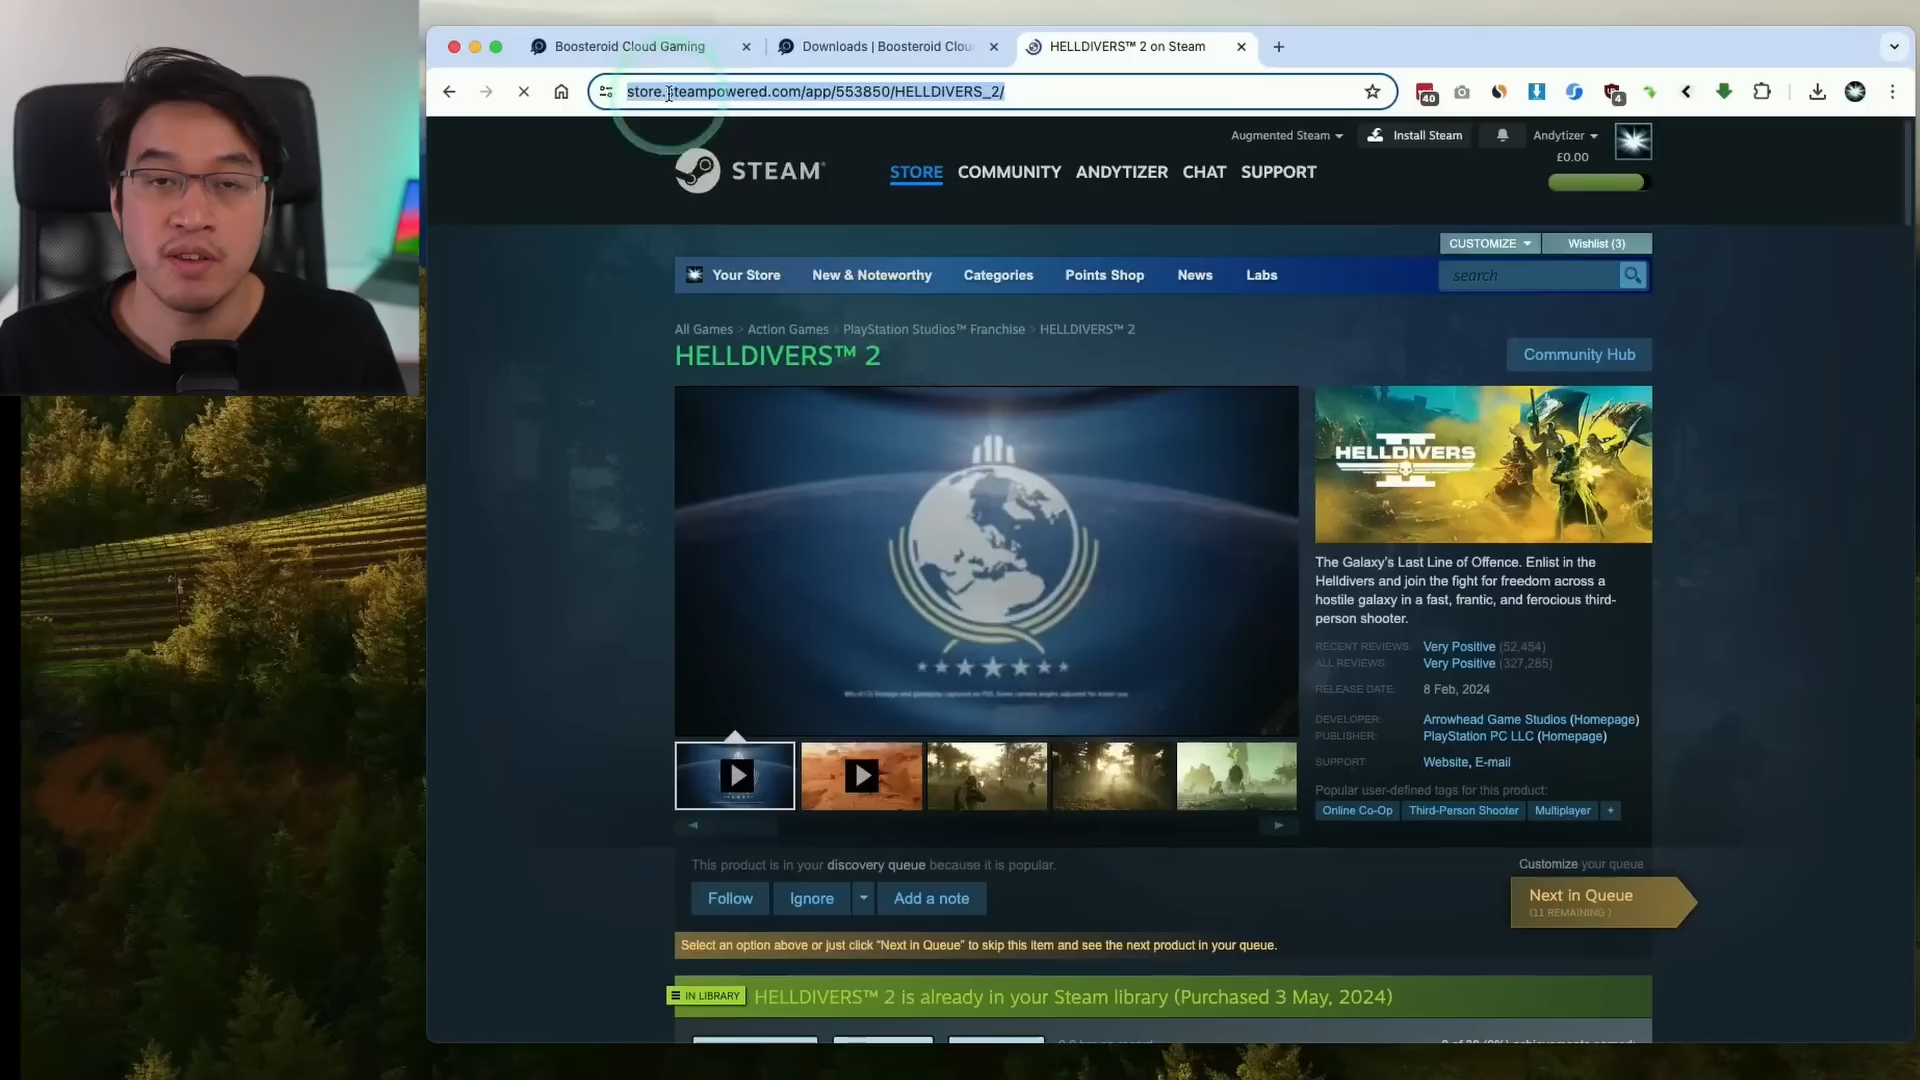 Boosteroid Cloud Gaming
Downloads | Boosteroid Clou
HELLDIVERS™ 2 on Steam
store.steampowered.com/app/553850/HELLDIVERS_2/
40
4
Augmented Steam
Install Steam
Andytizer
£0.00
STEAM
STORE
COMMUNITY
ANDYTIZER
CHAT
SUPPORT
CUSTOMIZE
Wishlist (3)
Your Store
New & Noteworthy
Categories
Points Shop
News
Labs
search
All Games > Action Games > PlayStation Studios™ Franchise > HELLDIVERS™ 2
HELLDIVERS™ 2
Community Hub
HELLDIVERS
II
The Galaxy's Last Line of Offence. Enlist in the
Helldivers and join the fight for freedom across a
hostile galaxy in a fast, frantic, and ferocious third-
person shooter.
RECENT REVIEWS: Very Positive (52,454)
ALL REVIEWS: Very Positive (327,285)
RELEASE DATE: 8 Feb, 2024
DEVELOPER: Arrowhead Game Studios (Homepage)
PUBLISHER: PlayStation PC LLC (Homepage)
SUPPORT: Website, E-mail
Popular user-defined tags for this product:
Online Co-Op
Third-Person Shooter
Multiplayer
+
This product is in your discovery queue because it is popular.
Customize your queue
Follow
Ignore
Add a note
Next in Queue
(11 REMAINING )
Select an option above or just click "Next in Queue" to skip this item and see the next product in your queue.
IN LIBRARY
HELLDIVERS™ 2 is already in your Steam library (Purchased 3 May, 2024)